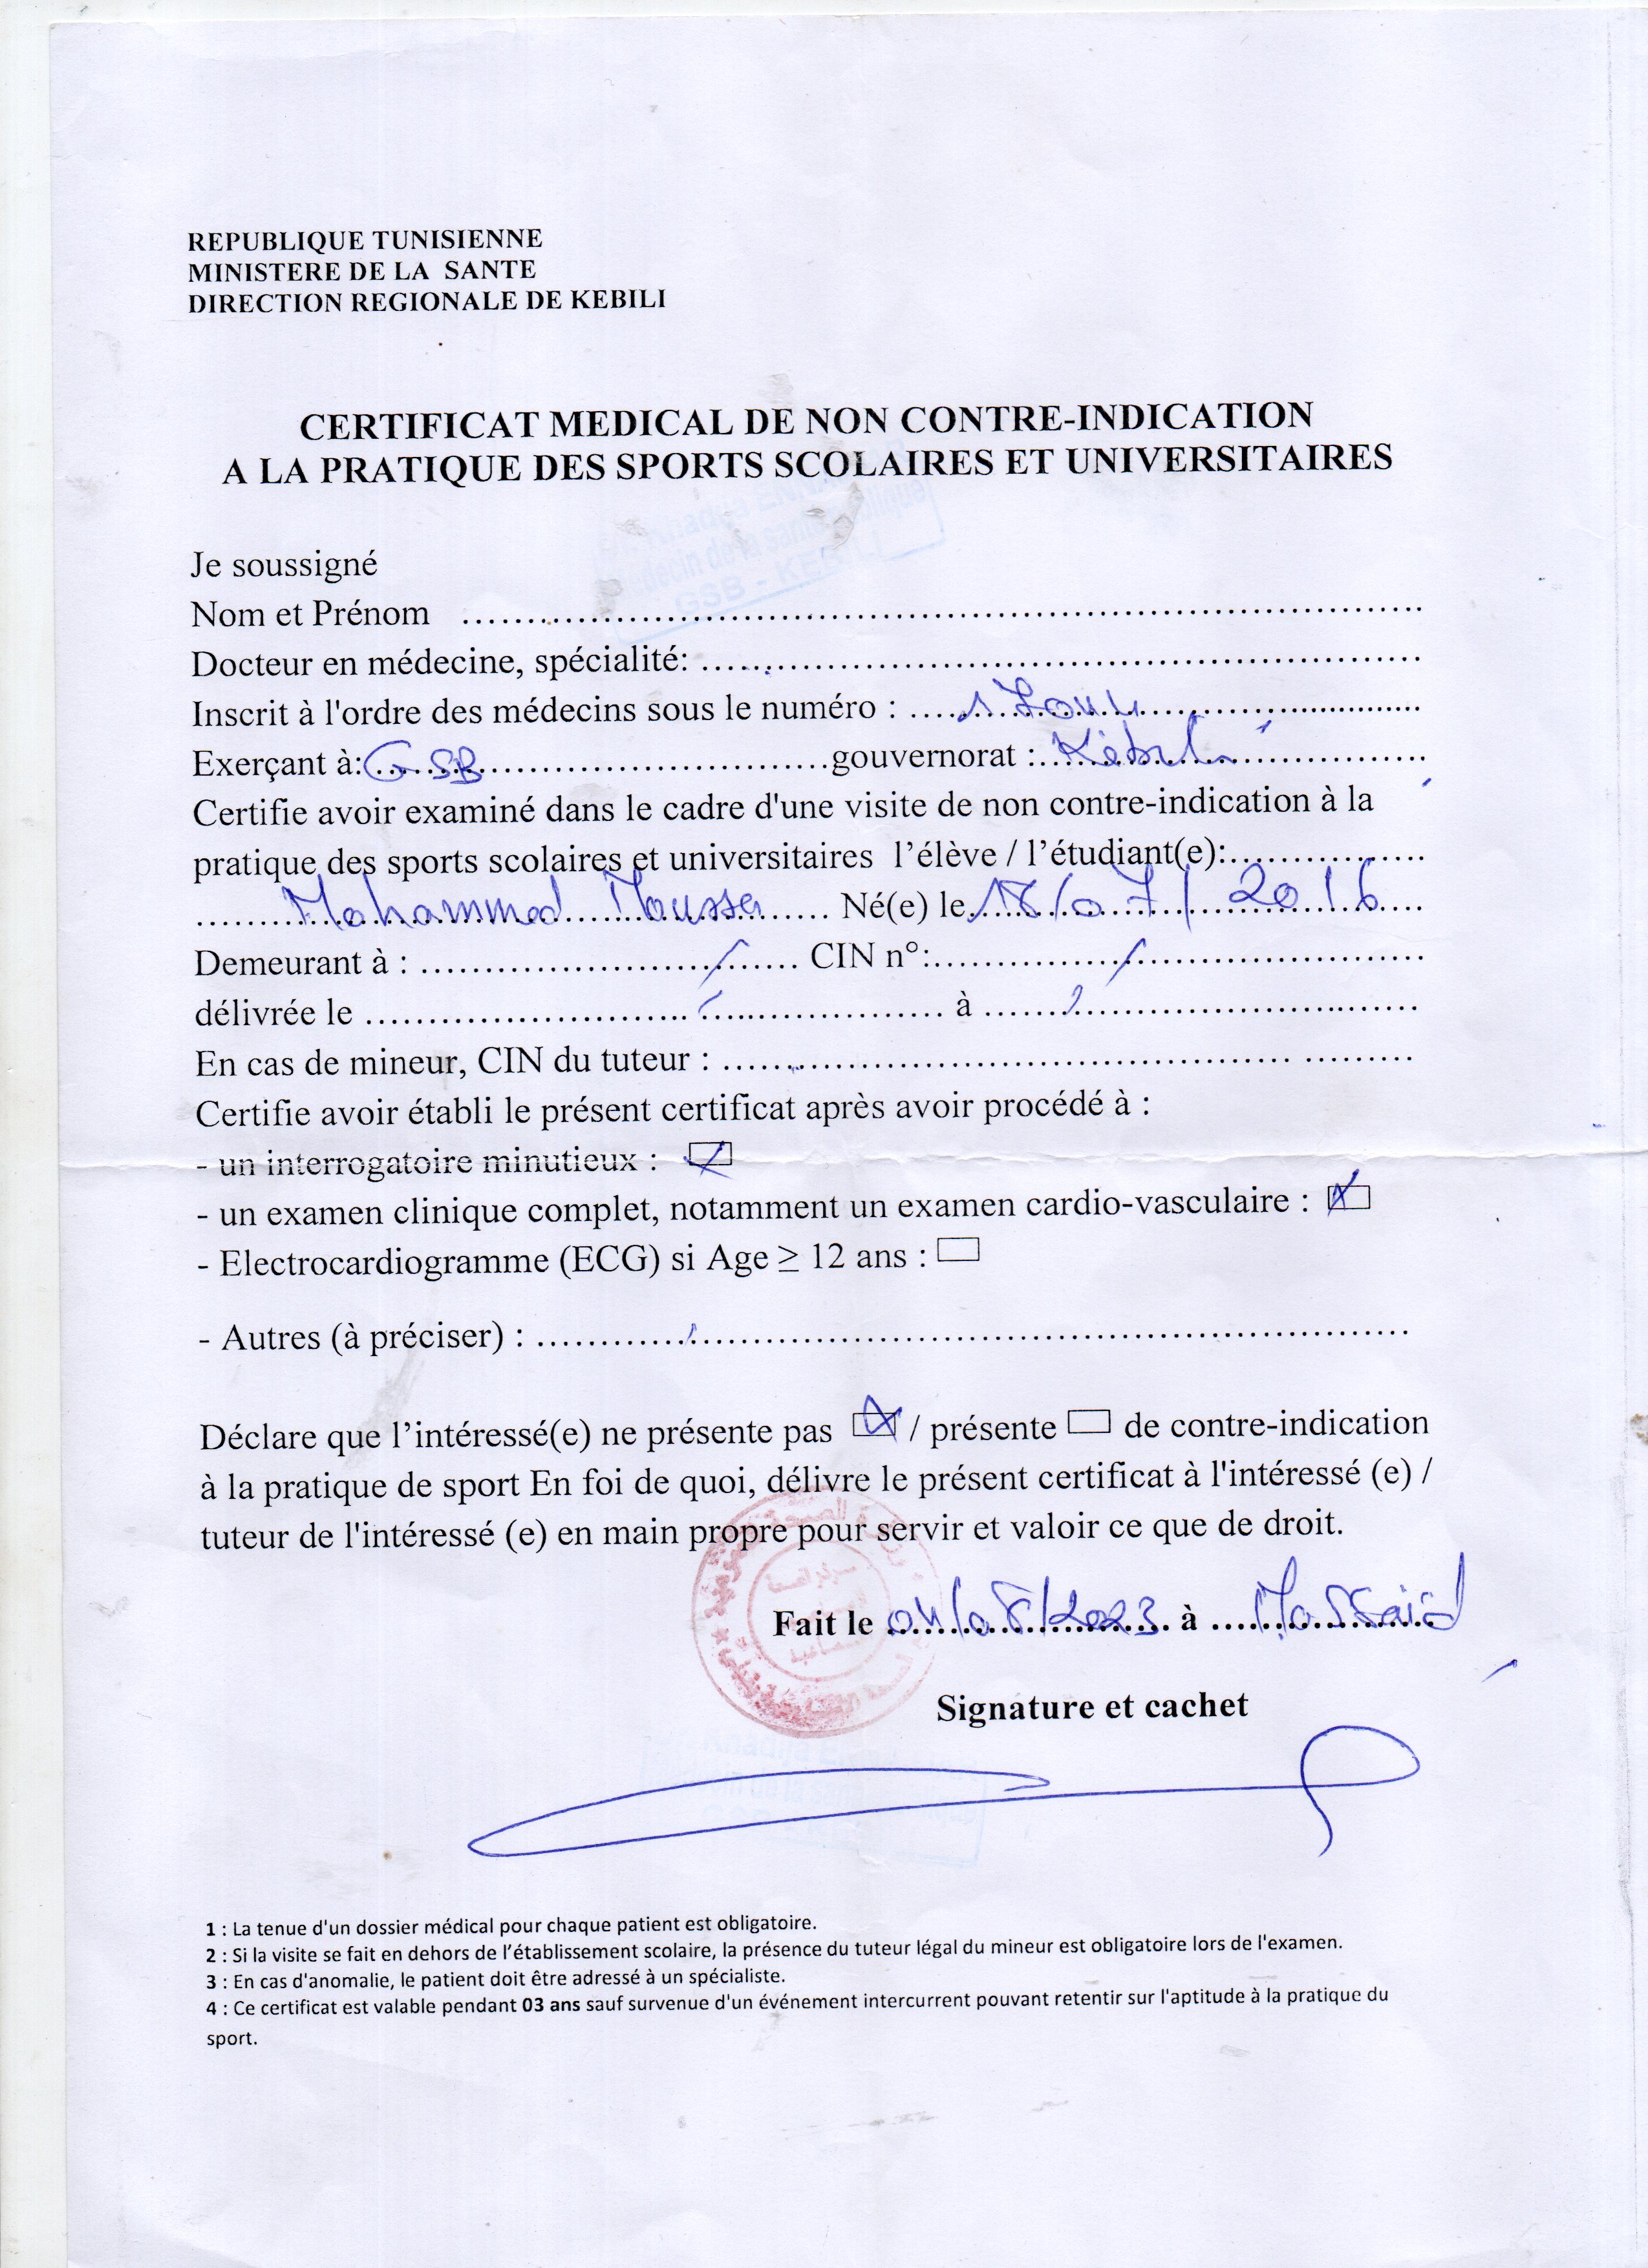 REPUBLIQUE TUNISIENNE
MINISTERE DE LA SANTE
DIRECTION REGIONALE DE KEBILI
CERTIFICAT MEDICAL DE NON CONTRE-INDICATION
A LA PRATIQUE DES SPORTS SCOLAIRES ET UNIVERSITAIRES
Je soussigné
Nom et Prénom ..........
médecin de la santé publique
GSB - KEBILI
Docteur en médecine, spécialité: ..........
Inscrit à l'ordre des médecins sous le numéro : ..........
Exerçant à: GSB gouvernorat : Kébili
Certifie avoir examiné dans le cadre d'une visite de non contre-indication à la
pratique des sports scolaires et universitaires l’élève / l’étudiant(e):..........
Mohammed Moussa Né(e) le 18/07/2016
Demeurant à : ........../ CIN n°:........../
délivrée le .......... à ..........
En cas de mineur, CIN du tuteur : ..........
Certifie avoir établi le présent certificat après avoir procédé à :
- un interrogatoire minutieux :
- un examen clinique complet, notamment un examen cardio-vasculaire :
- Electrocardiogramme (ECG) si Age ≥ 12 ans :
- Autres (à préciser) : ..........
Déclare que l’intéressé(e) ne présente pas / présente de contre-indication
à la pratique de sport En foi de quoi, délivre le présent certificat à l'intéressé (e) /
tuteur de l'intéressé (e) en main propre pour servir et valoir ce que de droit.
Fait le 04/08/2023 à
Signature et cachet
1 : La tenue d'un dossier médical pour chaque patient est obligatoire.
2 : Si la visite se fait en dehors de l’établissement scolaire, la présence du tuteur légal du mineur est obligatoire lors de l'examen.
3 : En cas d'anomalie, le patient doit être adressé à un spécialiste.
4 : Ce certificat est valable pendant 03 ans sauf survenue d'un événement intercurrent pouvant retentir sur l'aptitude à la pratique du
sport.